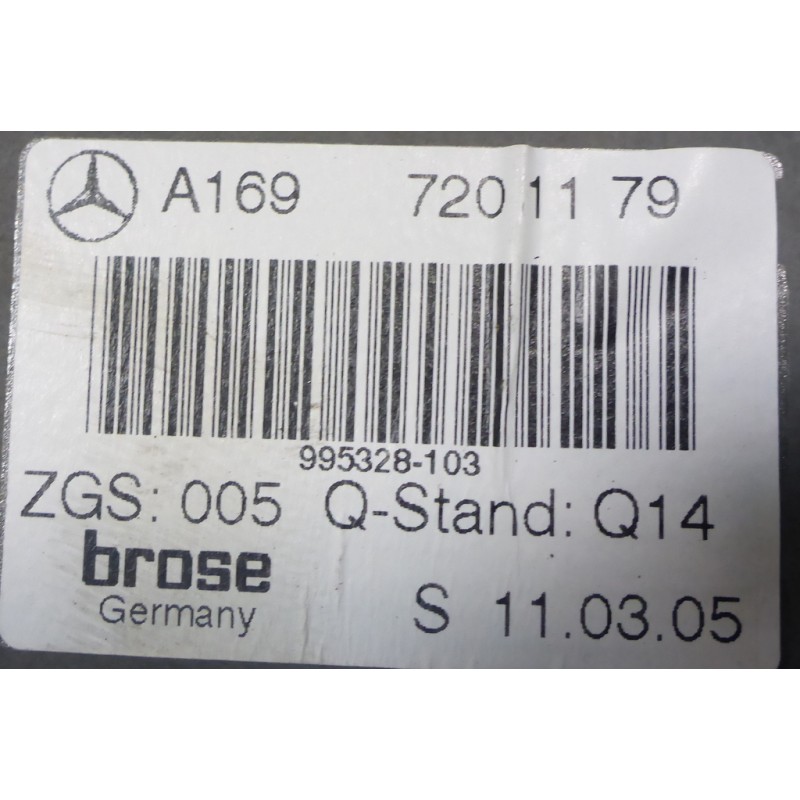 A169 720 11 79
995328-103
ZGS: 005 Q-Stand: Q14
brose
Germany S 11.03.05